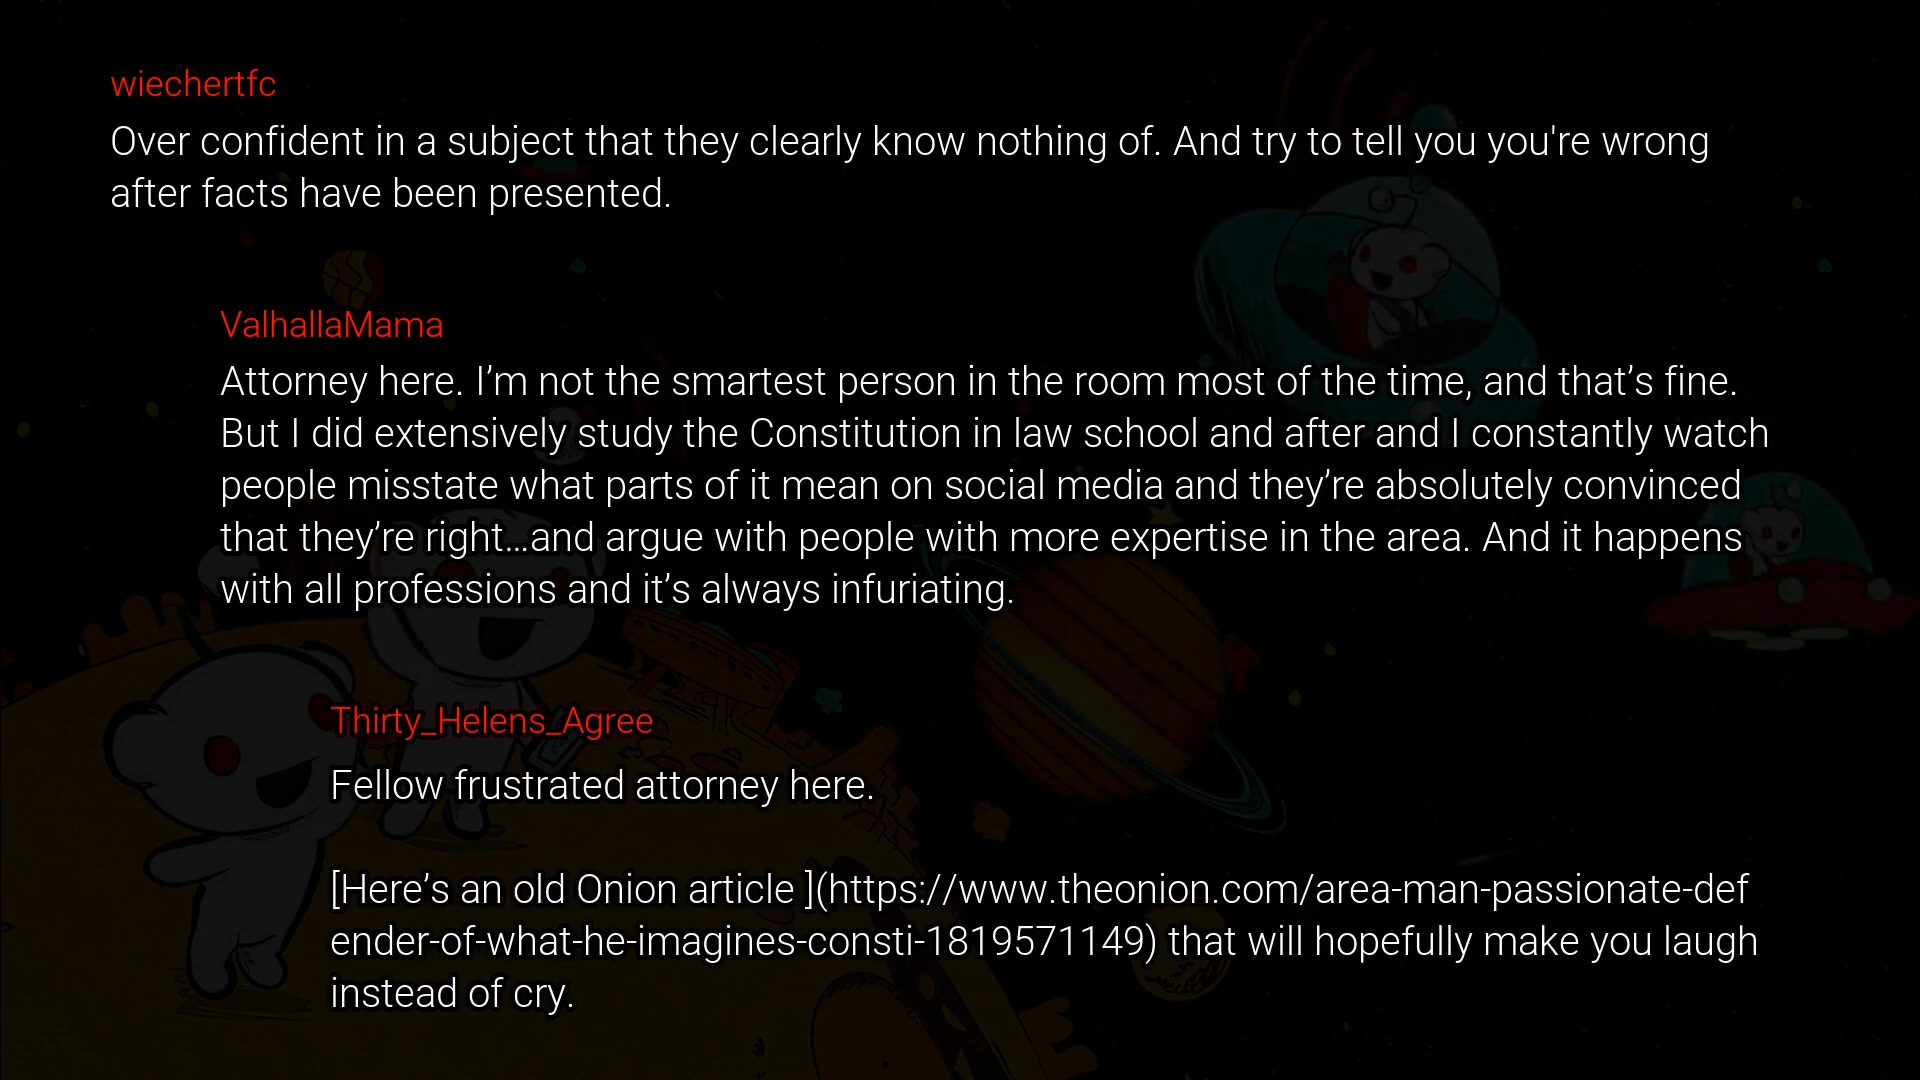 wiechertfc
Over confident in a subject that they clearly know nothing of. And try to tell you you're wrong
after facts have been presented.
ValhallaMama
Attorney here. I’m not the smartest person in the room most of the time, and that’s fine.
But I did extensively study the Constitution in law school and after and I constantly watch
people misstate what parts of it mean on social media and they’re absolutely convinced
that they’re right…and argue with people with more expertise in the area. And it happens
with all professions and it’s always infuriating.
Thirty_Helens_Agree
Fellow frustrated attorney here.
[Here’s an old Onion article ](https://www.theonion.com/area-man-passionate-def
ender-of-what-he-imagines-consti-1819571149) that will hopefully make you laugh
instead of cry.